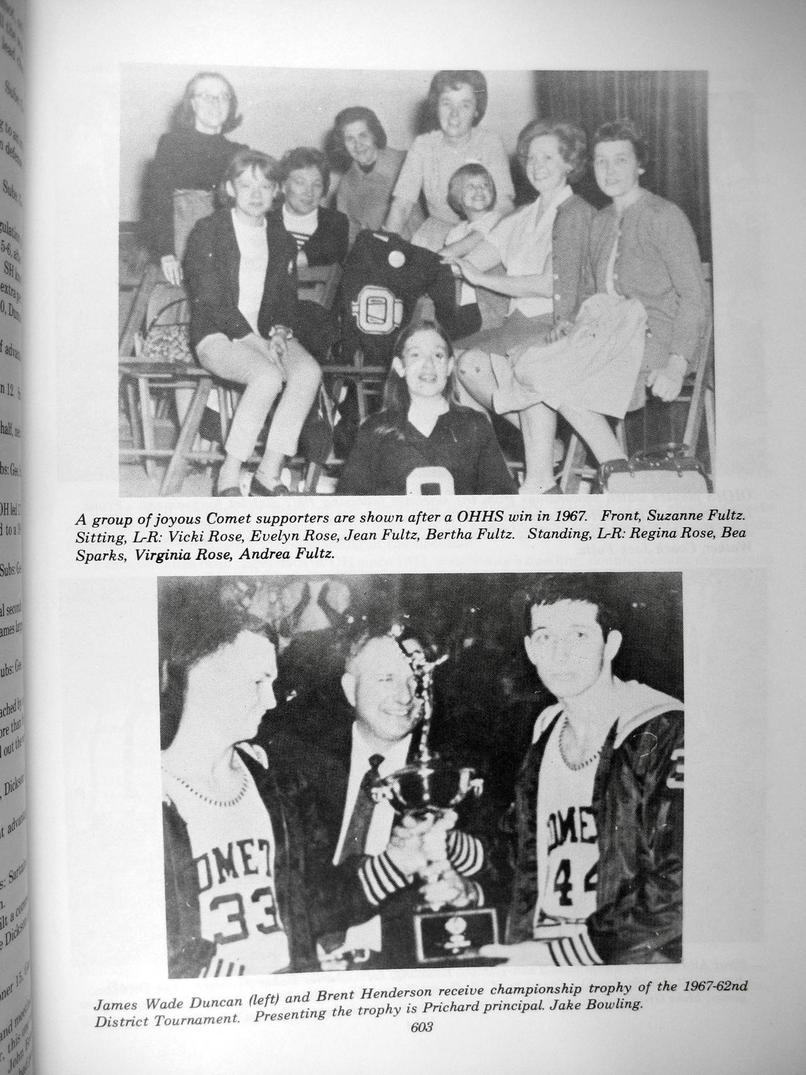 A group of joyous Comet supporters are shown after a OHHS win in 1967. Front, Suzanne Fultz.
Sitting, L-R: Vicki Rose, Evelyn Rose, Jean Fultz, Bertha Fultz. Standing, L-R: Regina Rose, Bea
Sparks, Virginia Rose, Andrea Fultz.
OMET
33
OMET
44
James Wade Duncan (left) and Brent Henderson receive championship trophy of the 1967-62nd
District Tournament. Presenting the trophy is Prichard principal. Jake Bowling.
603